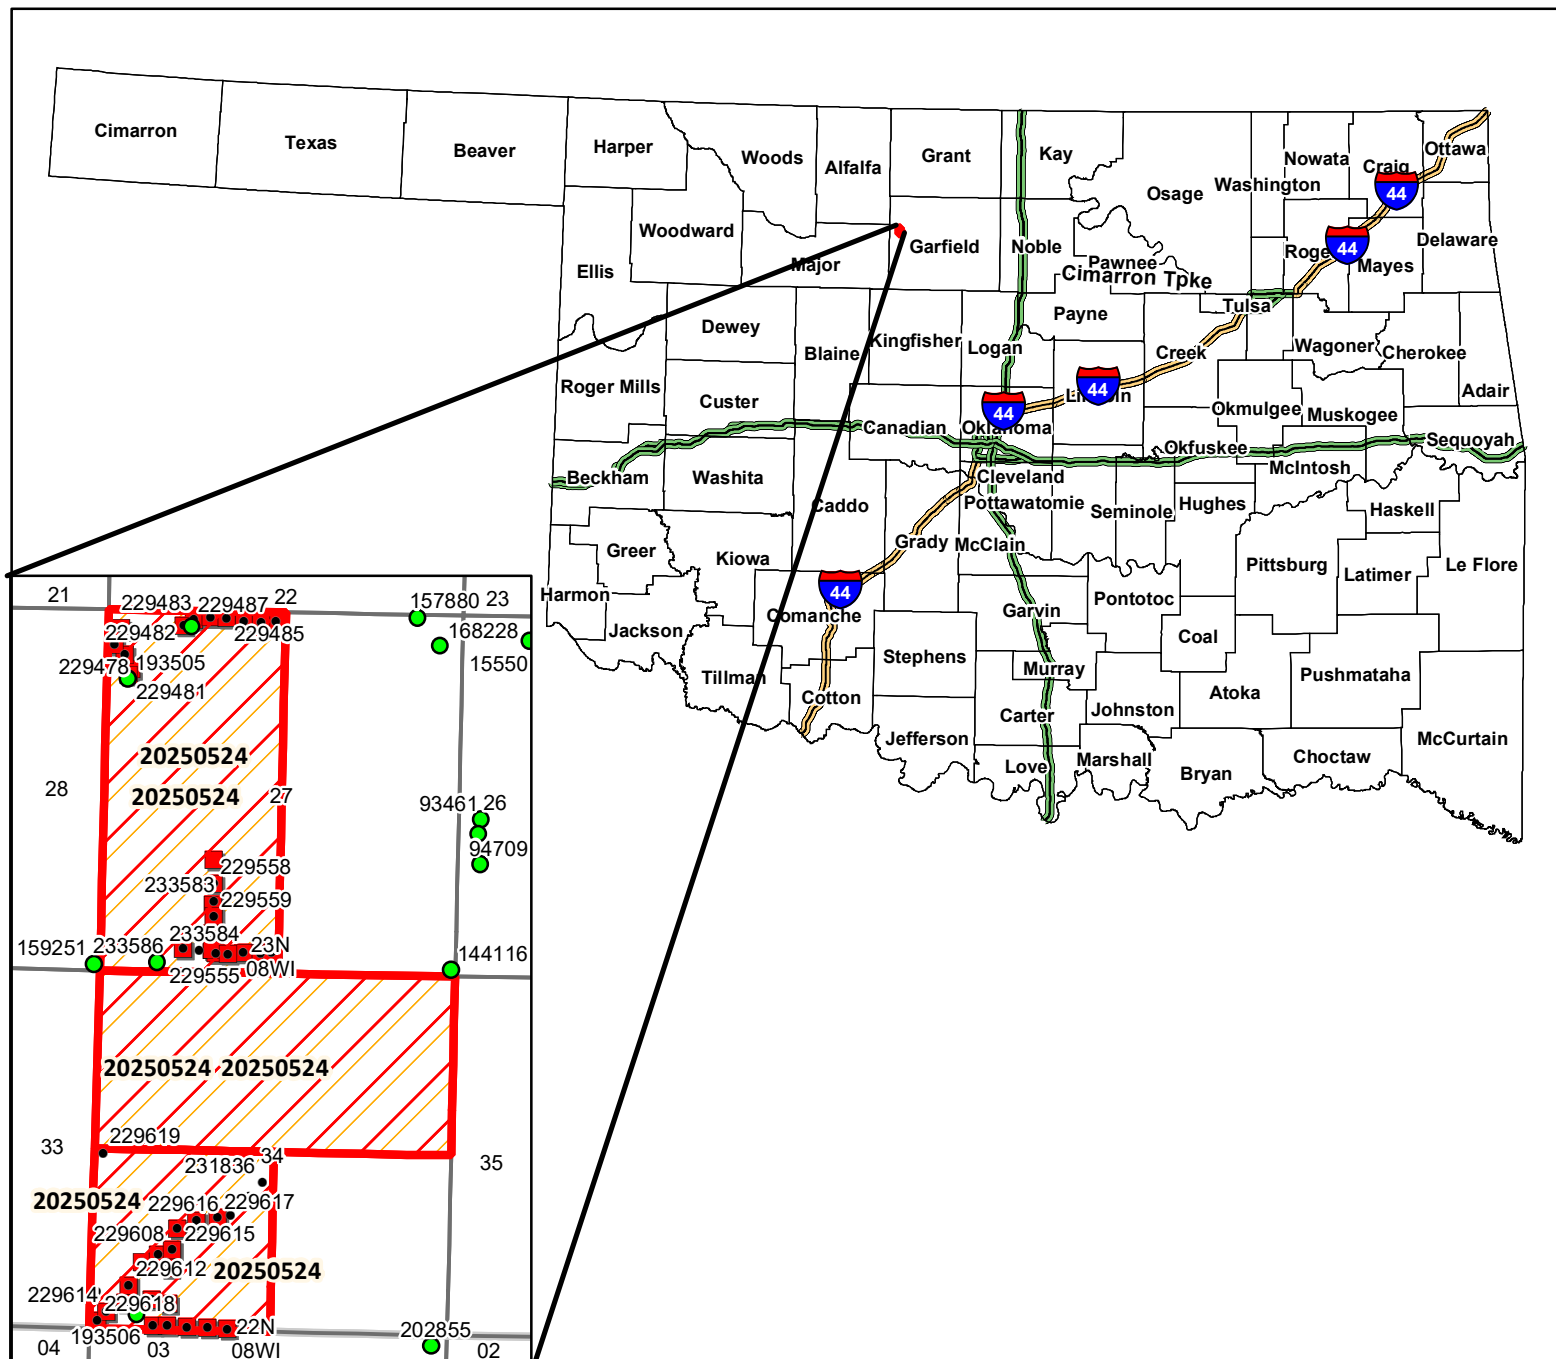 Cimarron
Texas
Beaver
Harper
Woods
Alfalfa
Grant
Kay
Osage
Washington
Nowata
Craig
Ottawa
44
Woodward
Ellis
Major
Garfield
Noble
Pawnee
Cimarron Tpke
Roge
44
Mayes
Delaware
Tulsa
Dewey
Blaine
Kingfisher
Logan
Payne
Creek
Wagoner
Cherokee
Adair
Roger Mills
Custer
Canadian
44
Oklahoma
44
Okmulgee
Muskogee
Okfuskee
McIntosh
Sequoyah
Beckham
Washita
Caddo
Cleveland
Pottawatomie
Seminole
Hughes
Haskell
Greer
Kiowa
Grady
McClain
Pittsburg
Latimer
Le Flore
Harmon
Jackson
44
Comanche
Garvin
Pontotoc
Coal
Tillman
Stephens
Murray
Cotton
Carter
Johnston
Atoka
Pushmataha
Jefferson
Love
Marshall
Bryan
Choctaw
McCurtain
21
229483
229487
22
157880
23
229482
229485
168228
229478
193505
15550
229481
20250524
28
20250524
27
93461
26
94709
229558
233583
229559
159251
233586
233584
23N
144116
229555
08WI
20250524
20250524
33
229619
34
231836
35
20250524
229616
229617
229608
229615
229612
20250524
229614
229618
193506
22N
202855
04
03
08WI
02